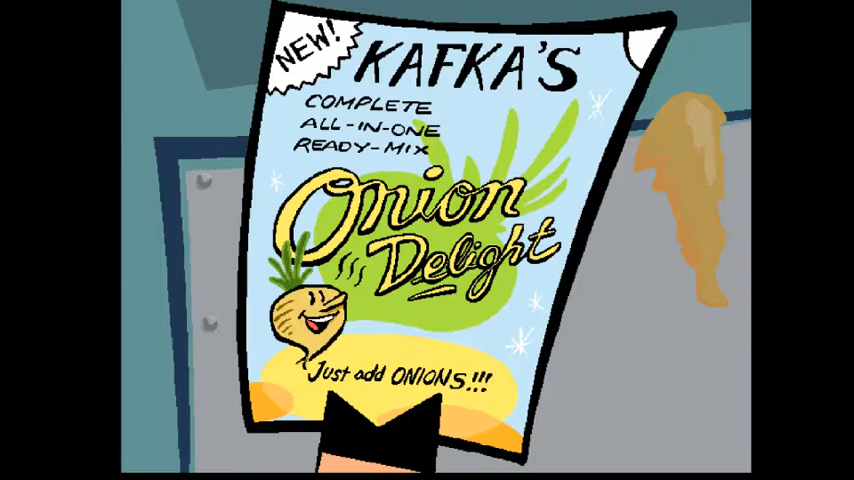 NEW!
KAFKA'S
COMPLETE
ALL-IN-ONE
READY-MIX
Onion
Delight
Just add ONIONS!!!